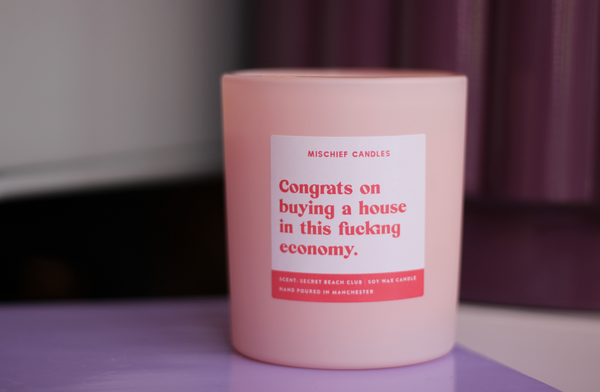 MISCHIEF CANDLES
Congrats on
buying a house
in this fucking
economy.
SCENT: SECRET BEACH CLUB | SOY WAX CANDLE
HAND POURED IN MANCHESTER